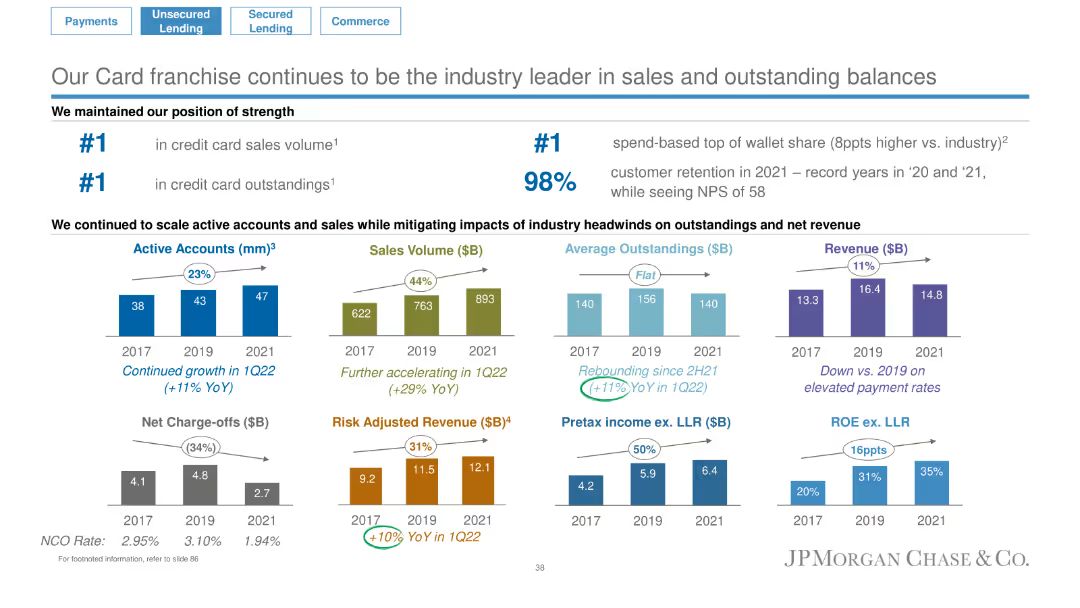 Payments
Unsecured
Lending
Secured
Lending
Commerce
Our Card franchise continues to be the industry leader in sales and outstanding balances
We maintained our position of strength
#1 in credit card sales volume¹
#1 spend-based top of wallet share (8ppts higher vs. industry)²
#1 in credit card outstandings¹
98% customer retention in 2021 – record years in ‘20 and ‘21,
while seeing NPS of 58
We continued to scale active accounts and sales while mitigating impacts of industry headwinds on outstandings and net revenue
Active Accounts (mm)³
23%
38 43 47
2017 2019 2021
Continued growth in 1Q22
(+11% YoY)
Sales Volume ($B)
44%
622 763 893
2017 2019 2021
Further accelerating in 1Q22
(+29% YoY)
Average Outstandings ($B)
Flat
140 156 140
2017 2019 2021
Rebounding since 2H21
(+11% YoY in 1Q22)
Revenue ($B)
11%
13.3 16.4 14.8
2017 2019 2021
Down vs. 2019 on
elevated payment rates
Net Charge-offs ($B)
(34%)
4.1 4.8 2.7
2017 2019 2021
NCO Rate: 2.95% 3.10% 1.94%
Risk Adjusted Revenue ($B)⁴
31%
9.2 11.5 12.1
2017 2019 2021
+10% YoY in 1Q22
Pretax income ex. LLR ($B)
50%
4.2 5.9 6.4
2017 2019 2021
ROE ex. LLR
16ppts
20% 31% 35%
2017 2019 2021
For footnoted information, refer to slide 86
38
JPMORGAN CHASE & CO.